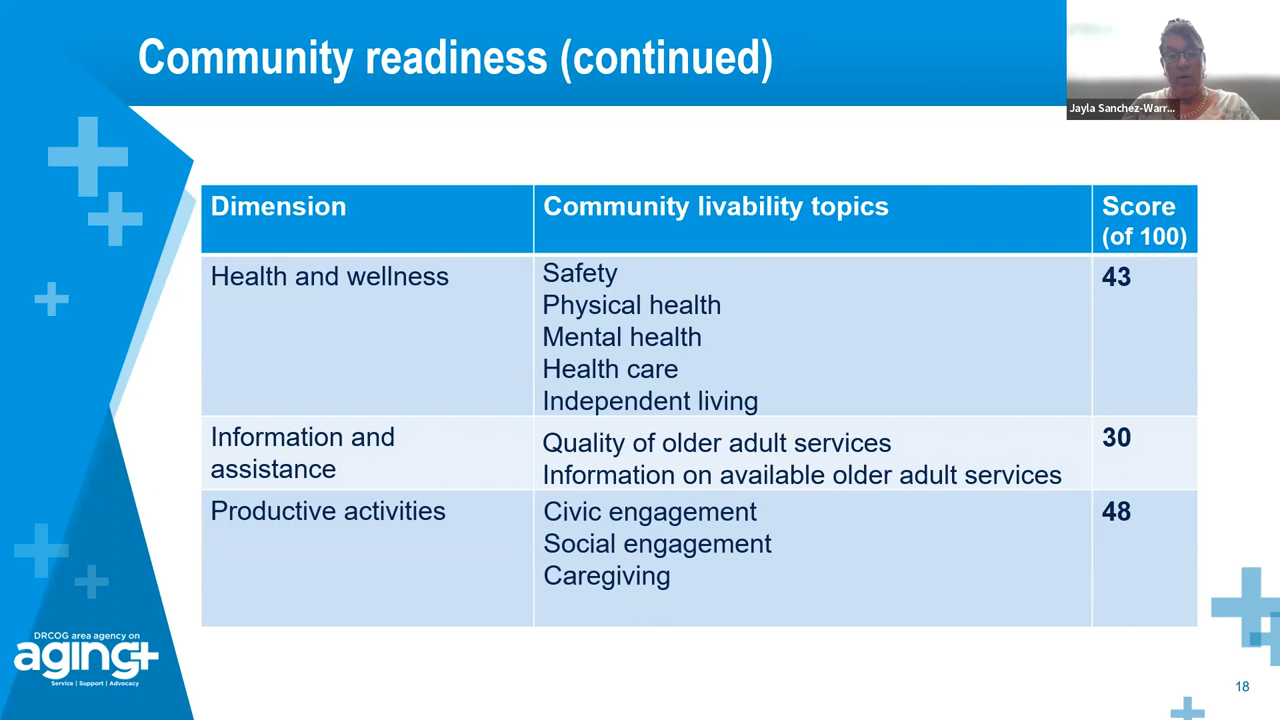 Community readiness (continued)
Jayla Sanchez-Warr...
Dimension
Community livability topics
Score
(of 100)
Health and wellness
Safety
Physical health
Mental health
Health care
Independent living
43
Information and
assistance
Quality of older adult services
Information on available older adult services
30
Productive activities
Civic engagement
Social engagement
Caregiving
48
DRCOG area agency on
aging+
Service | Support | Advocacy
18